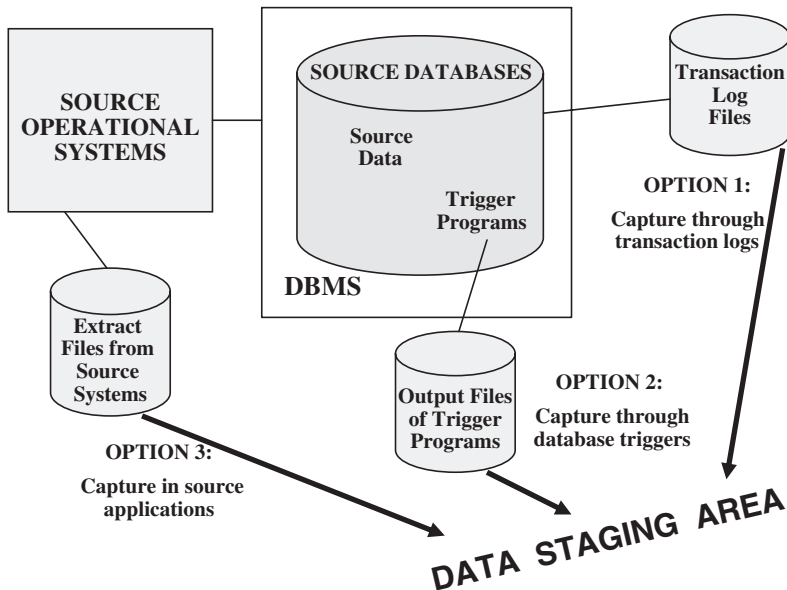 SOURCE
OPERATIONAL
SYSTEMS
SOURCE DATABASES
Source
Data
Trigger
Programs
DBMS
Transaction
Log
Files
OPTION 1:
Capture through
transaction logs
Extract
Files from
Source
Systems
Output Files
of Trigger
Programs
OPTION 2:
Capture through
database triggers
OPTION 3:
Capture in source
applications
DATA STAGING AREA